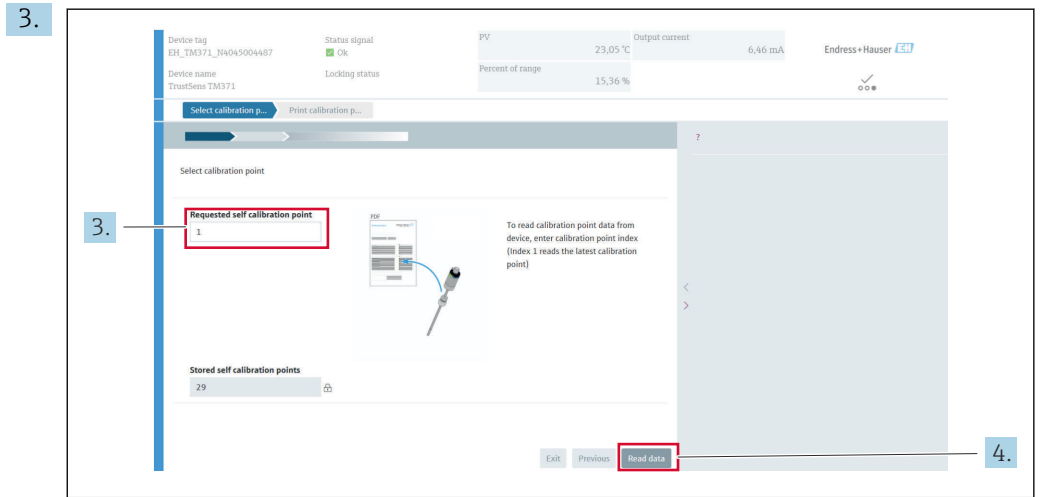 3.
Device tag
EH_TM371_N4045004487
Status signal
Ok
PV
23,05 °C
Output current
6,46 mA
Endress+Hauser EH
Device name
TrustSens TM371
Locking status
Percent of range
15,36 %
Select calibration p...
Print calibration p...
?
Select calibration point
3.
Requested self calibration point
1
PDF
To read calibration point data from
device, enter calibration point index
(Index 1 reads the latest calibration
point)
<
>
Stored self calibration points
29
Exit
Previous
Read data
4.